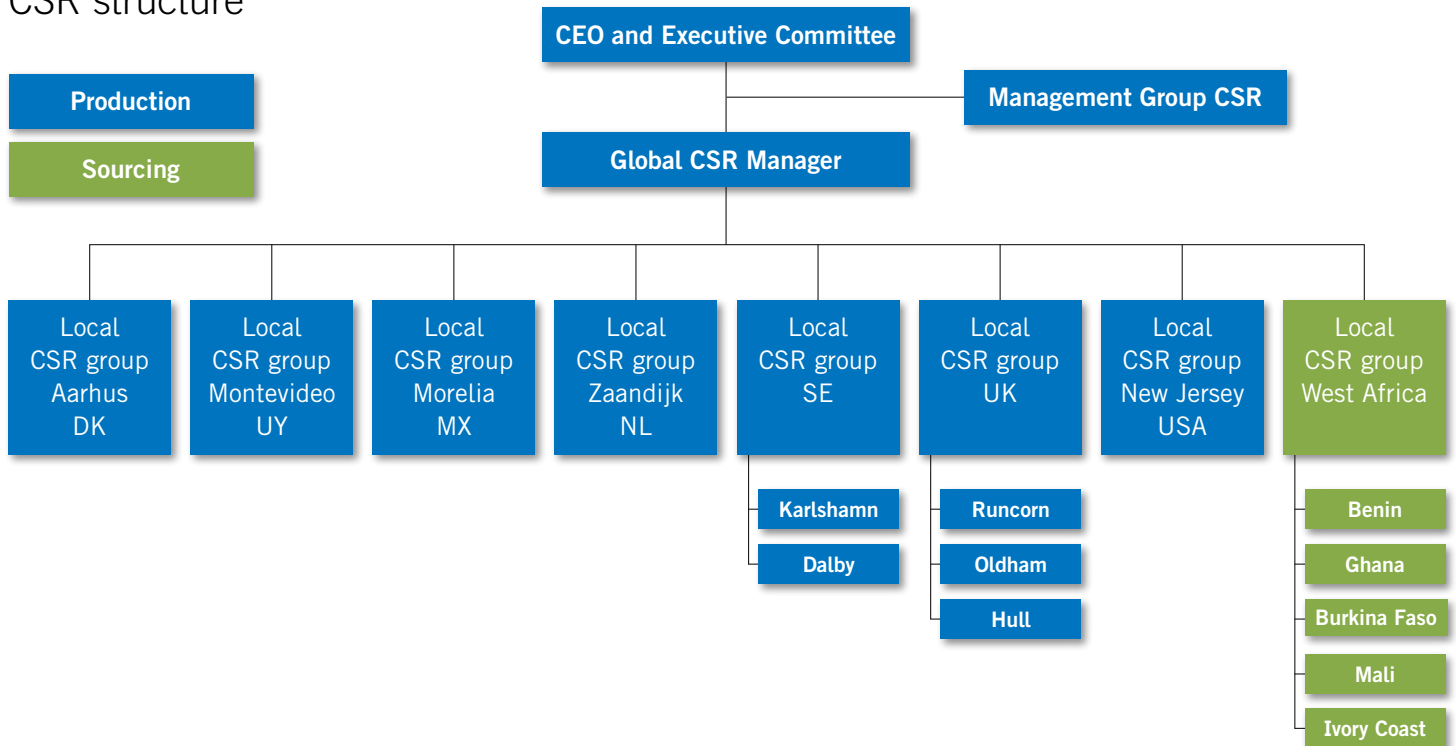 CSR structure
CEO and Executive Committee
Production
Management Group CSR
Sourcing
Global CSR Manager
Local
CSR group
Aarhus
DK
Local
CSR group
Montevideo
UY
Local
CSR group
Morelia
MX
Local
CSR group
Zaandijk
NL
Local
CSR group
SE
Local
CSR group
UK
Local
CSR group
New Jersey
USA
Local
CSR group
West Africa
Karlshamn
Dalby
Runcorn
Oldham
Hull
Benin
Ghana
Burkina Faso
Mali
Ivory Coast